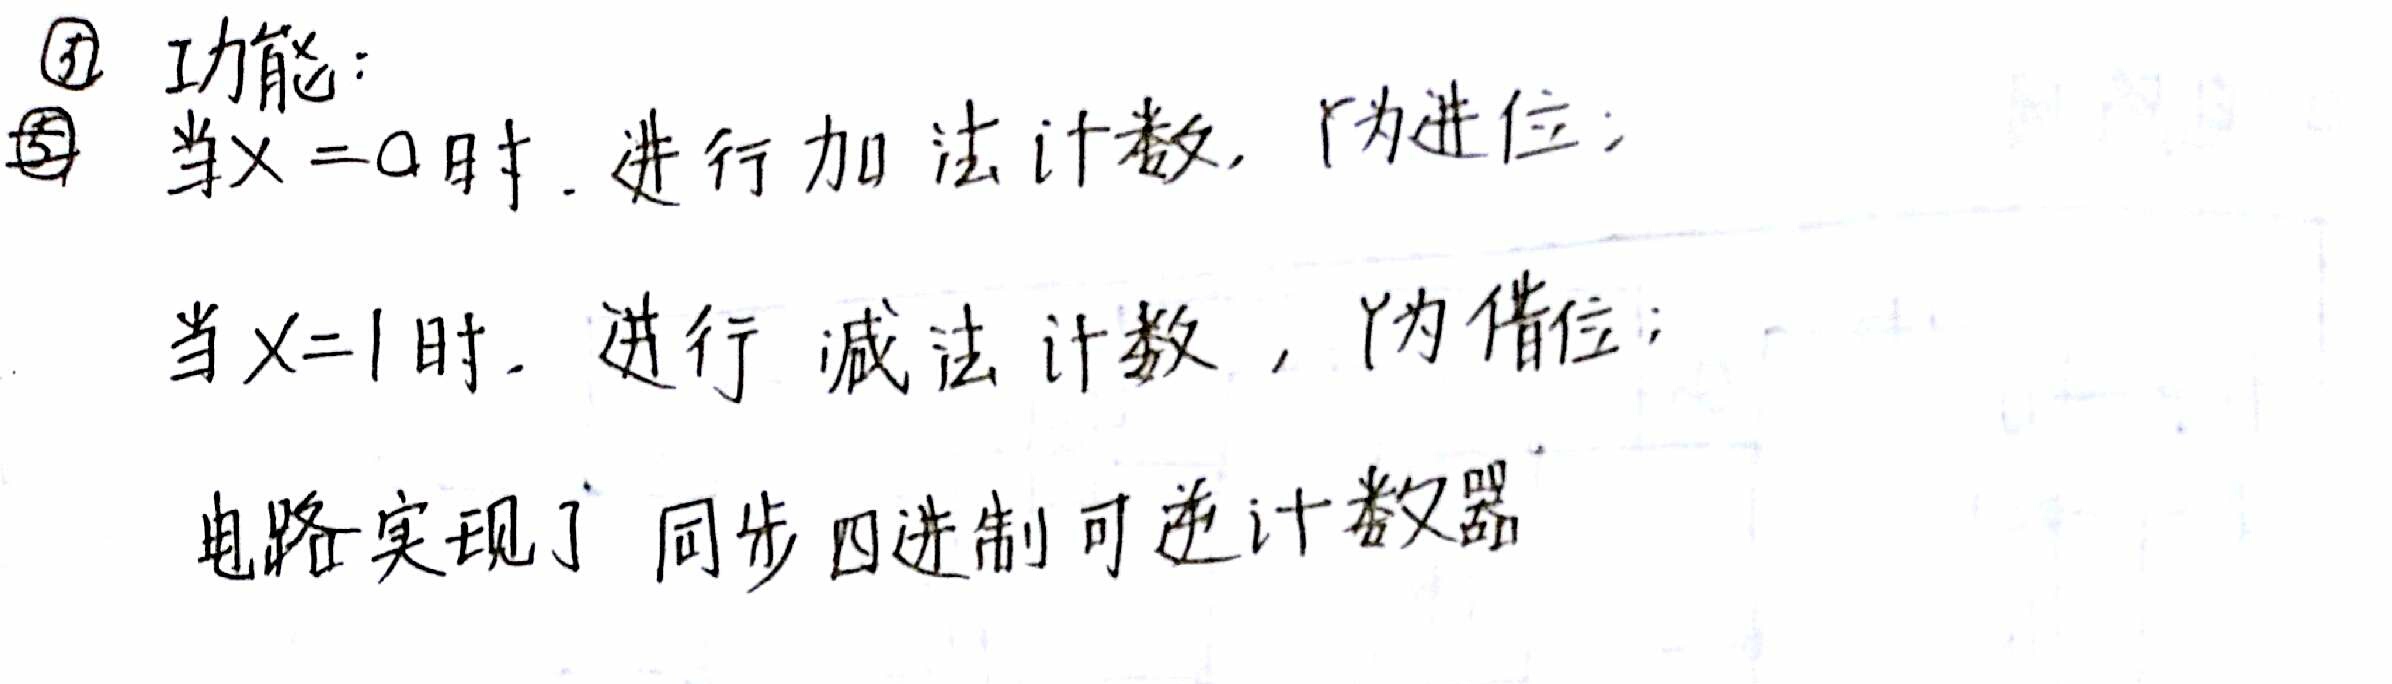 ⑤ 功能:
当X=0时.进行加法计数,Y为进位;
当X=1时.进行减法计数,Y为借位;
电路实现了同步四进制可逆计数器